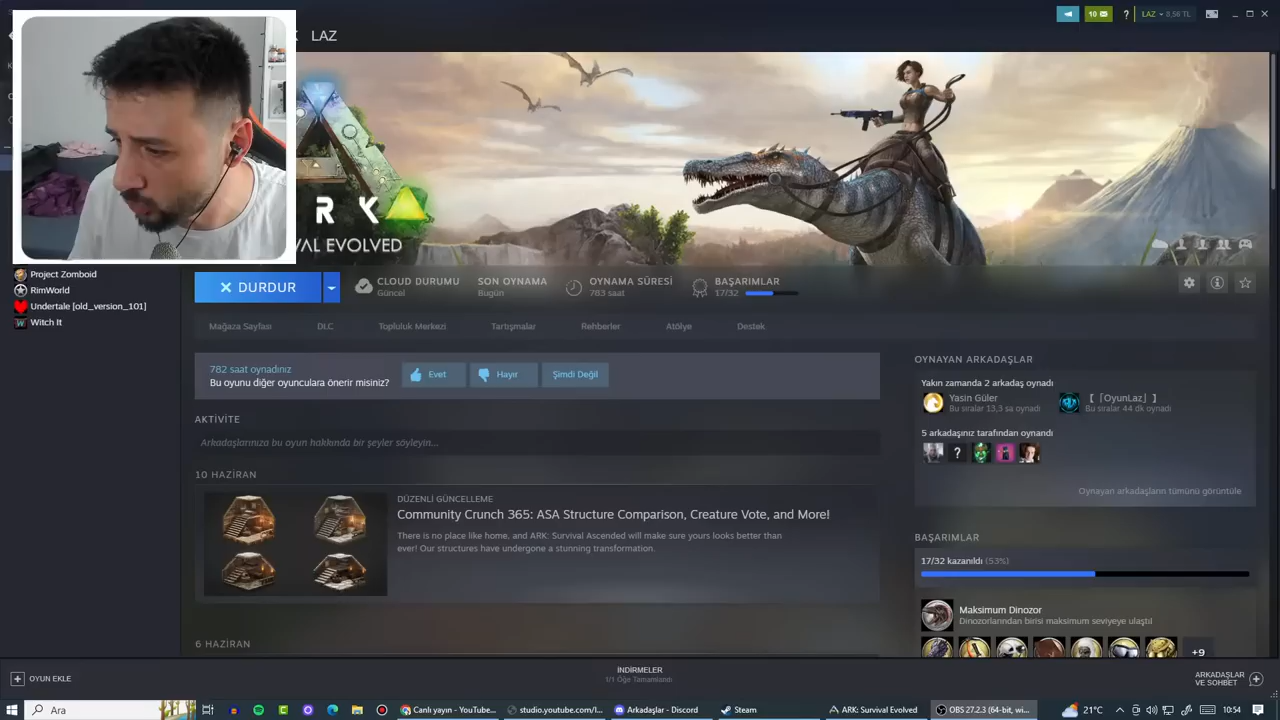 LAZ
10
?
LAZ
8,56 TL
ARK
SURVIVAL EVOLVED
Project Zomboid
RimWorld
Undertale [old_version_101]
Witch It
DURDUR
CLOUD DURUMU
Güncel
SON OYNAMA
Bugün
OYNAMA SÜRESİ
783 saat
BAŞARIMLAR
17/32
Mağaza Sayfası
DLC
Topluluk Merkezi
Tartışmalar
Rehberler
Atölye
Destek
782 saat oynadınız
Bu oyunu diğer oyunculara önerir misiniz?
Evet
Hayır
Şimdi Değil
AKTİVİTE
Arkadaşlarınıza bu oyun hakkında bir şeyler söyleyin...
10 HAZİRAN
DÜZENLİ GÜNCELLEME
Community Crunch 365: ASA Structure Comparison, Creature Vote, and More!
There is no place like home, and ARK: Survival Ascended will make sure yours looks better than
ever! Our structures have undergone a stunning transformation.
6 HAZİRAN
OYNAYAN ARKADAŞLAR
Yakın zamanda 2 arkadaş oynadı
Yasin Güler
Bu sıralar 13,3 sa oynadı
【「OyunLaz」】
Bu sıralar 44 dk oynadı
5 arkadaşınız tarafından oynandı
?
Oynayan arkadaşların tümünü görüntüle
BAŞARIMLAR
17/32 kazanıldı (53%)
Maksimum Dinozor
Dinozorlarından birisi maksimum seviyeye ulaştıl
+9
OYUN EKLE
İNDİRMELER
1/1 Öğe Tamamlandı
ARKADAŞLAR
VE SOHBET
Ara
Canlı yayın - YouTube...
studio.youtube.com/l...
Arkadaşlar - Discord
Steam
ARK: Survival Evolved
OBS 27.2.3 (64-bit, wi...
21°C
10:54